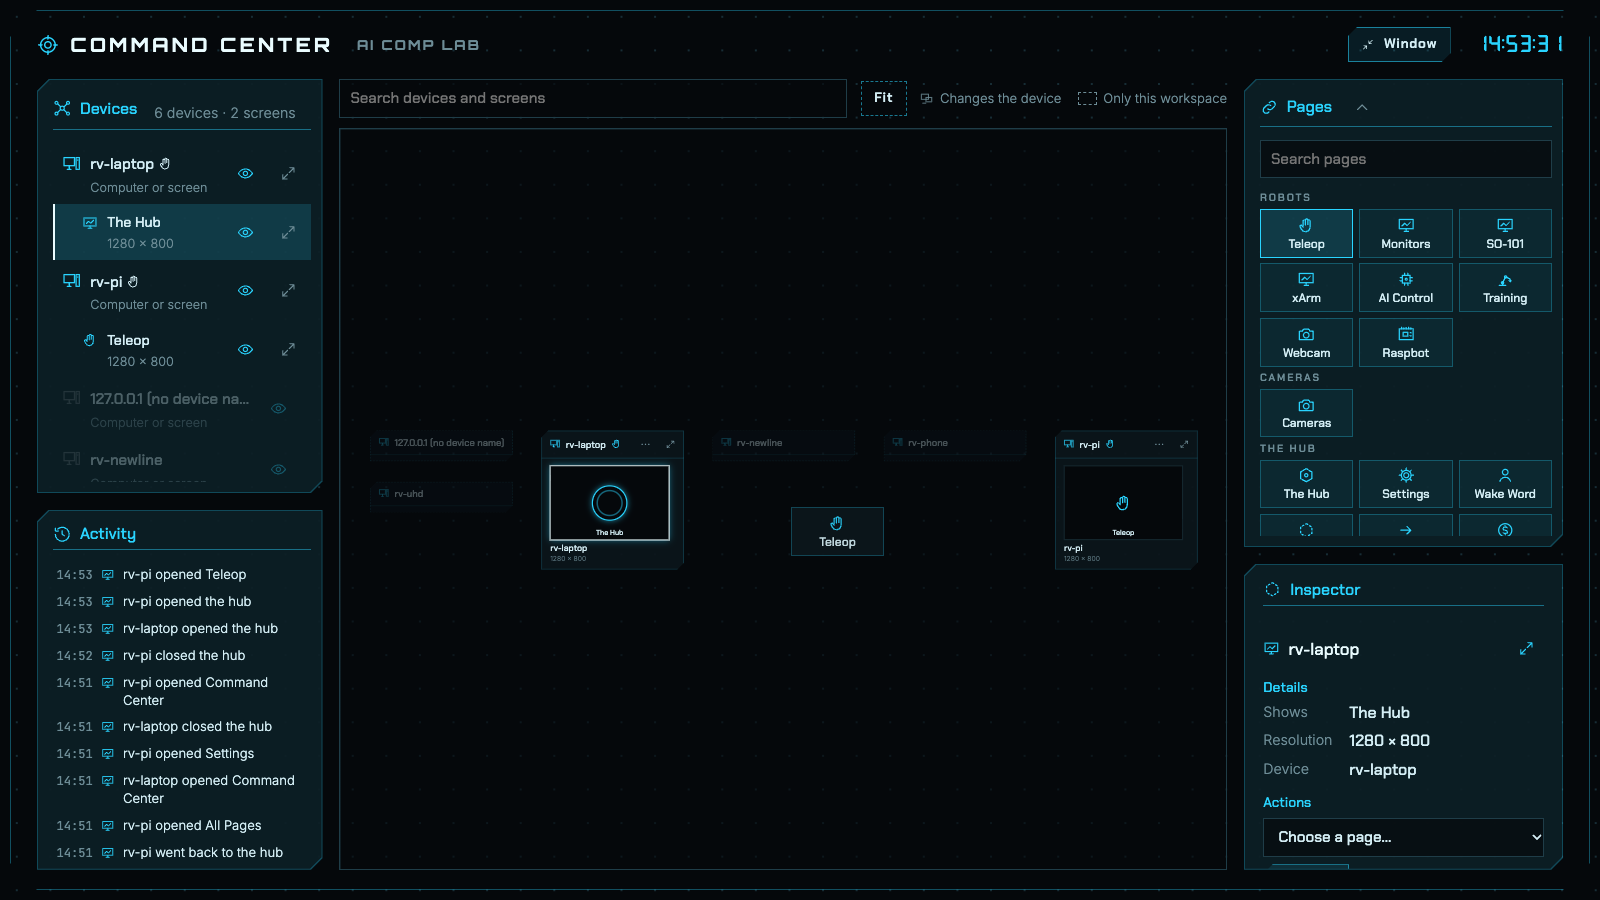 COMMAND CENTER
AI COMP LAB
Window
14:53:31
Devices
6 devices · 2 screens
rv-laptop
Computer or screen
The Hub
1280 × 800
rv-pi
Computer or screen
Teleop
1280 × 800
127.0.0.1 (no device na...
Computer or screen
rv-newline
Activity
14:53 rv-pi opened Teleop
14:53 rv-pi opened the hub
14:53 rv-laptop opened the hub
14:52 rv-pi closed the hub
14:51 rv-pi opened Command
Center
14:51 rv-laptop closed the hub
14:51 rv-pi opened Settings
14:51 rv-laptop opened Command
Center
14:51 rv-pi opened All Pages
14:51 rv-pi went back to the hub
Search devices and screens
Fit
Changes the device
Only this workspace
127.0.0.1 (no device name)
rv-laptop
rv-newline
rv-phone
rv-pi
rv-uhd
The Hub
rv-laptop
1280 × 800
Teleop
Teleop
rv-pi
1280 × 800
Pages
Search pages
ROBOTS
Teleop
Monitors
SO-101
xArm
AI Control
Training
Webcam
Raspbot
CAMERAS
Cameras
THE HUB
The Hub
Settings
Wake Word
Inspector
rv-laptop
Details
Shows The Hub
Resolution 1280 × 800
Device rv-laptop
Actions
Choose a page...